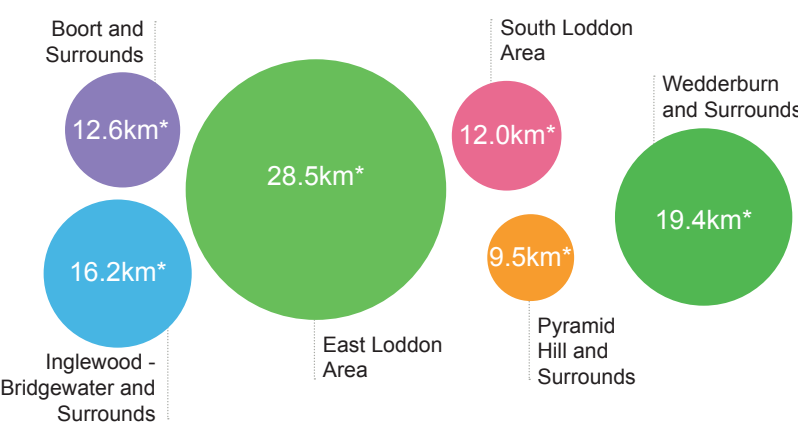 Boort and
Surrounds
12.6km*
28.5km*
South Loddon
Area
12.0km*
Wedderburn
and Surrounds
19.4km*
16.2km*
9.5km*
Inglewood -
Bridgewater and
Surrounds
East Loddon
Area
Pyramid
Hill and
Surrounds